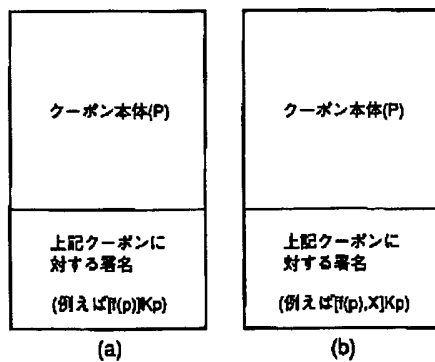 クーポン本体(P)
上記クーポンに
対する署名
(例えば[f(p)]Kp)
(a)
クーポン本体(P)
上記クーポンに
対する署名
(例えば[f(p),X]Kp)
(b)